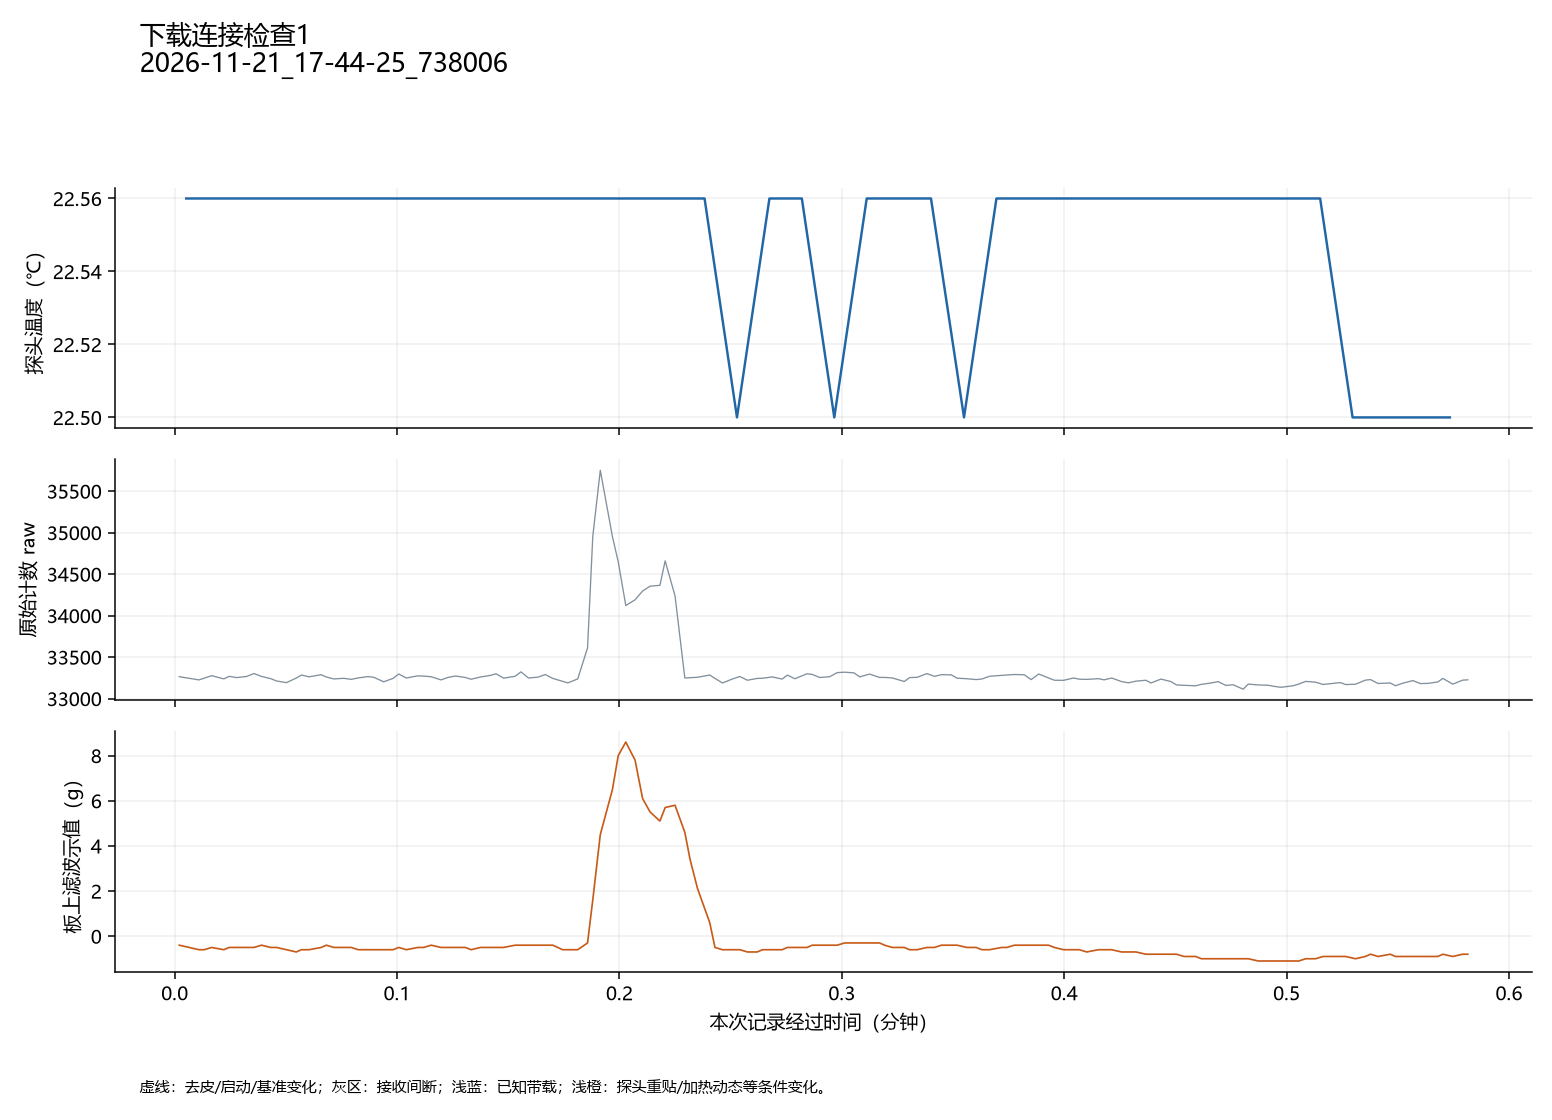 下载连接检查1
2026-11-21_17-44-25_738006
22.56
22.54
22.52
22.50
探头温度（℃）
35500
35000
34500
34000
33500
33000
原始计数 raw
8
6
4
2
0
板上滤波示值（g）
0.0 0.1 0.2 0.3 0.4 0.5 0.6
本次记录经过时间（分钟）
虚线：去皮/启动/基准变化；灰区：接收间断；浅蓝：已知带载；浅橙：探头重贴/加热动态等条件变化。